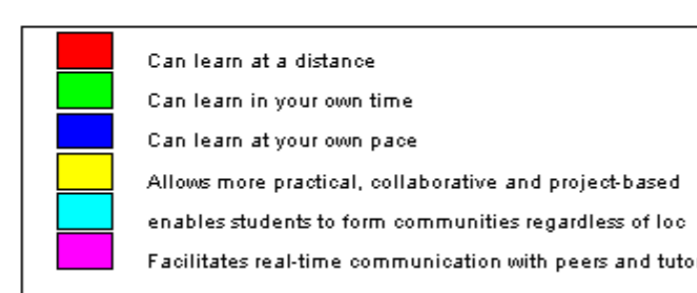 Can learn at a distance
Can learn in your own time
Can learn at your own pace
Allows more practical, collaborative and project-based
enables students to form communities regardless of loc
Facilitates real-time communication with peers and tuto